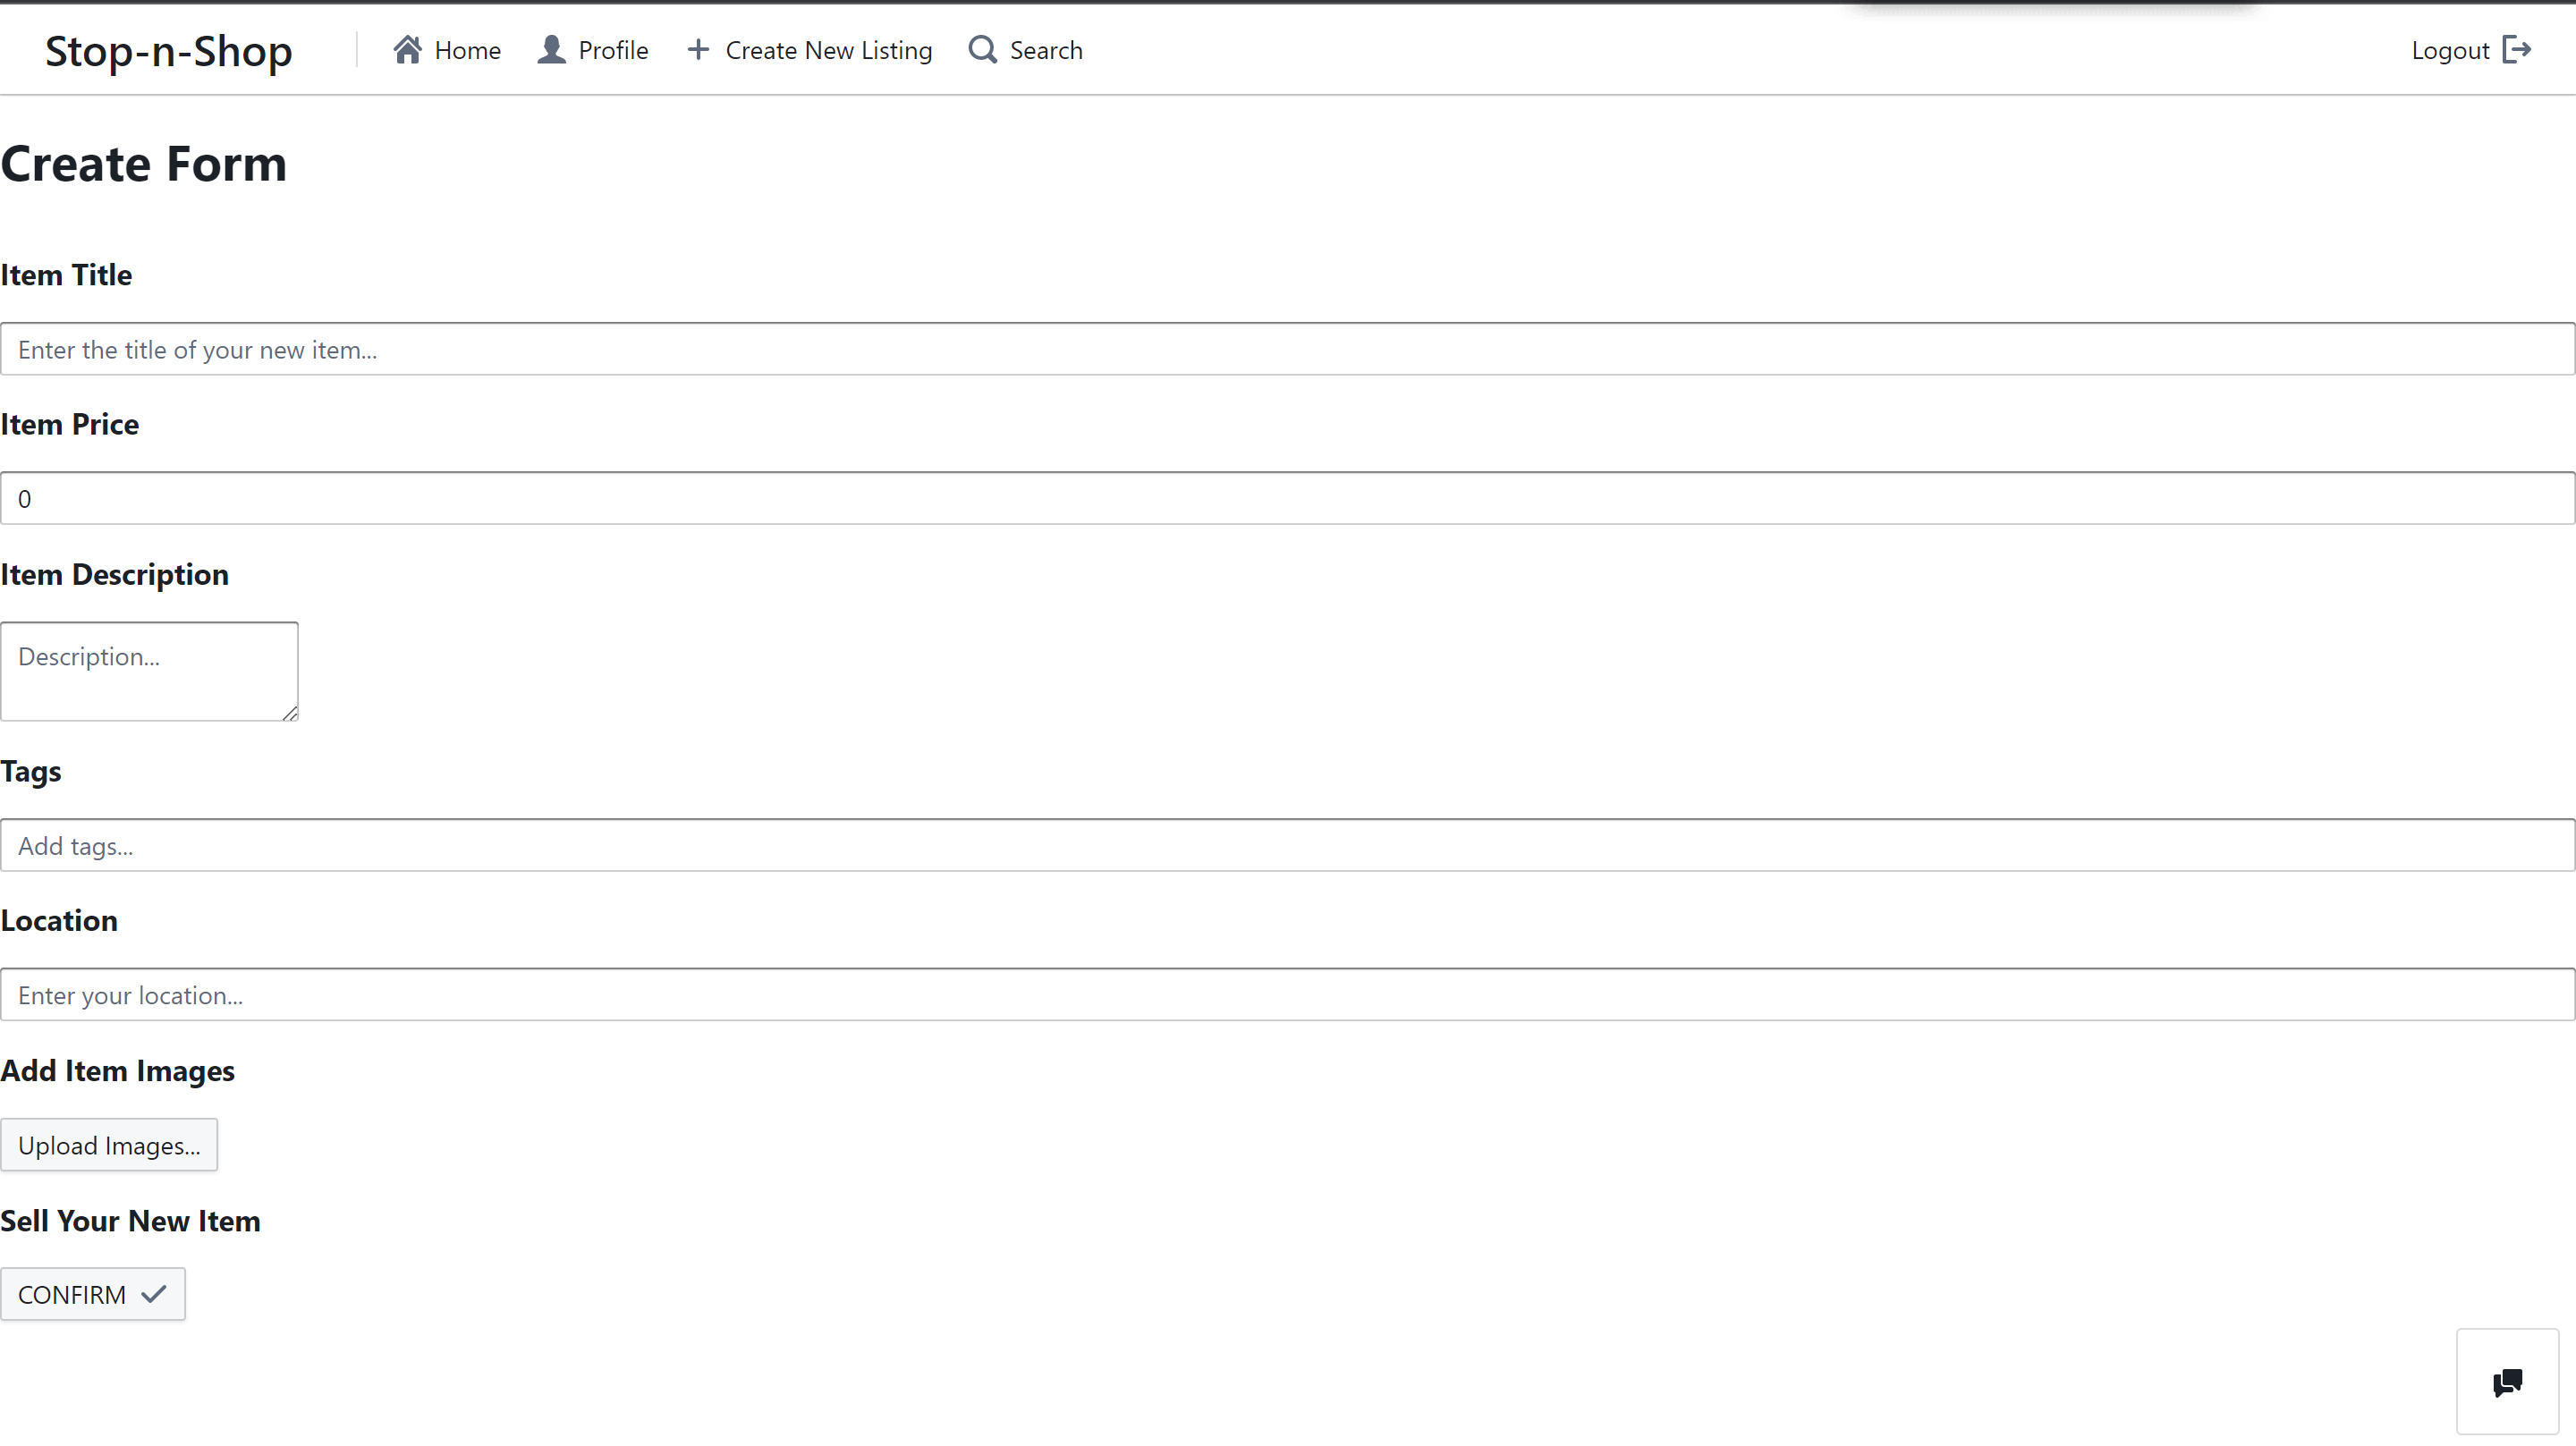 Stop-n-Shop Home Profile Create New Listing Search Logout
Create Form
Item Title
Enter the title of your new item...
Item Price
0
Item Description
Description...
Tags
Add tags...
Location
Enter your location...
Add Item Images
Upload Images...
Sell Your New Item
CONFIRM